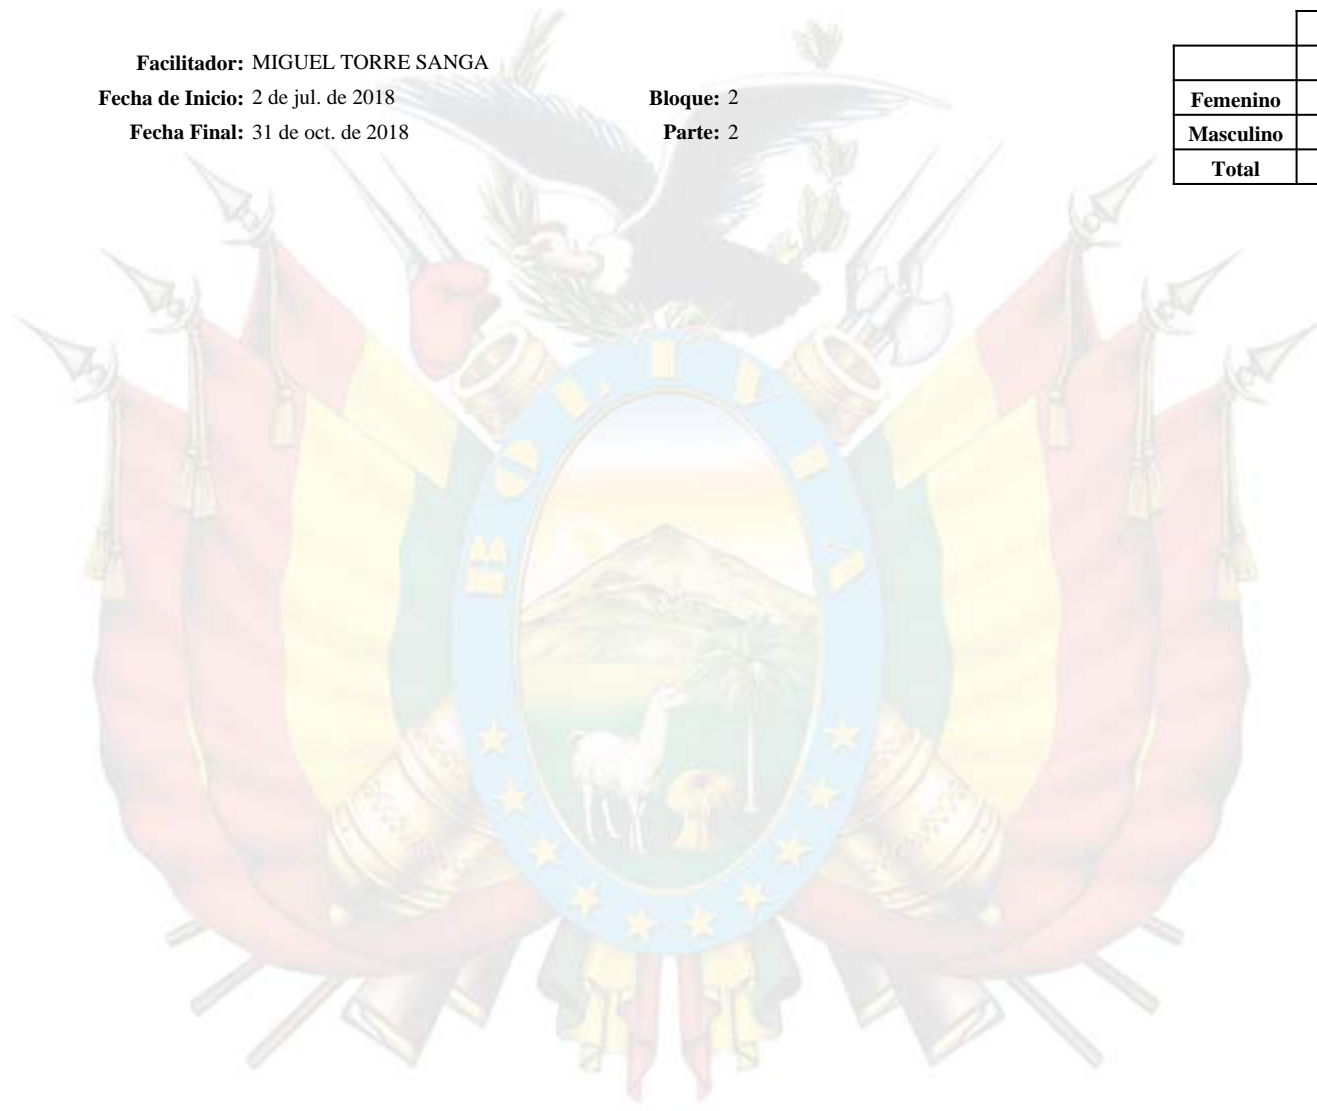 Facilitador: MIGUEL TORRE SANGA
Fecha de Inicio: 2 de jul. de 2018 Bloque: 2
Fecha Final: 31 de oct. de 2018 Parte: 2
Femenino
Masculino
Total
BOLIVIA